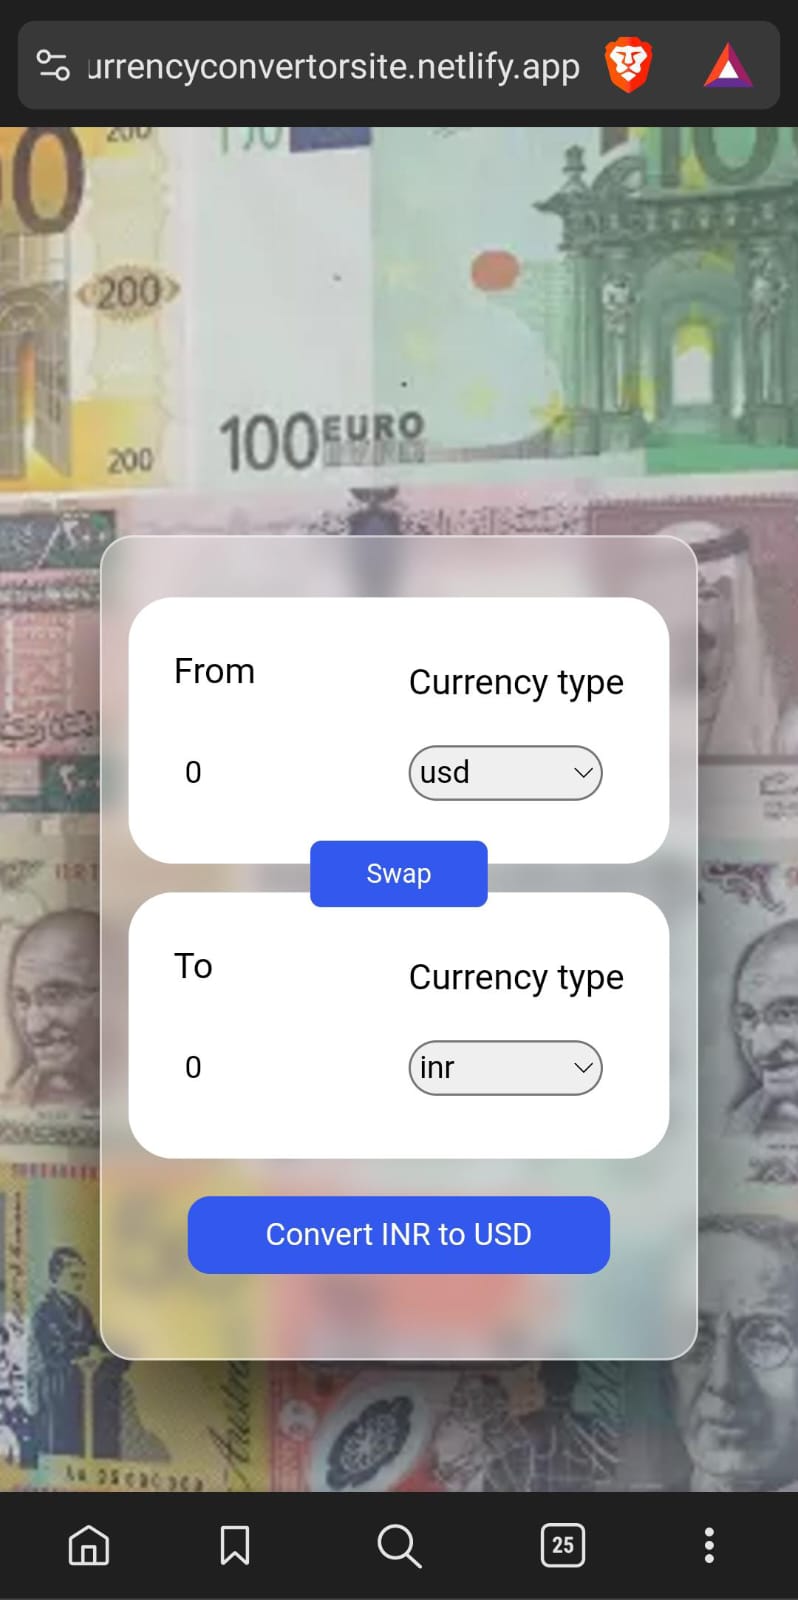 urrencyconvertorsite.netlify.app
200
200
200
100 EURO
From
Currency type
0
usd
Swap
To
Currency type
0
inr
Convert INR to USD
25